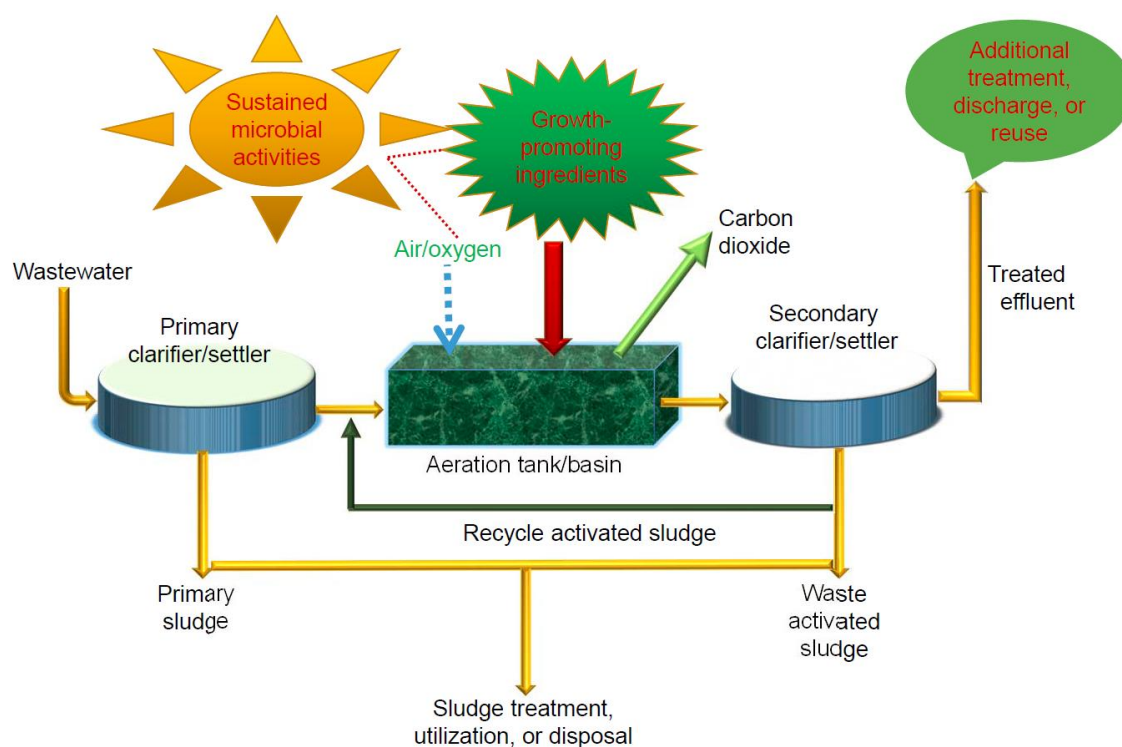 Sustained
microbial
activities
Growth-
promoting
ingredients
Additional
treatment,
discharge, or
reuse
Air/oxygen
Carbon
dioxide
Wastewater
Treated
effluent
Primary
clarifier/settler
Secondary
clarifier/settler
Aeration tank/basin
Recycle activated sludge
Primary
sludge
Waste
activated
sludge
Sludge treatment,
utilization, or disposal